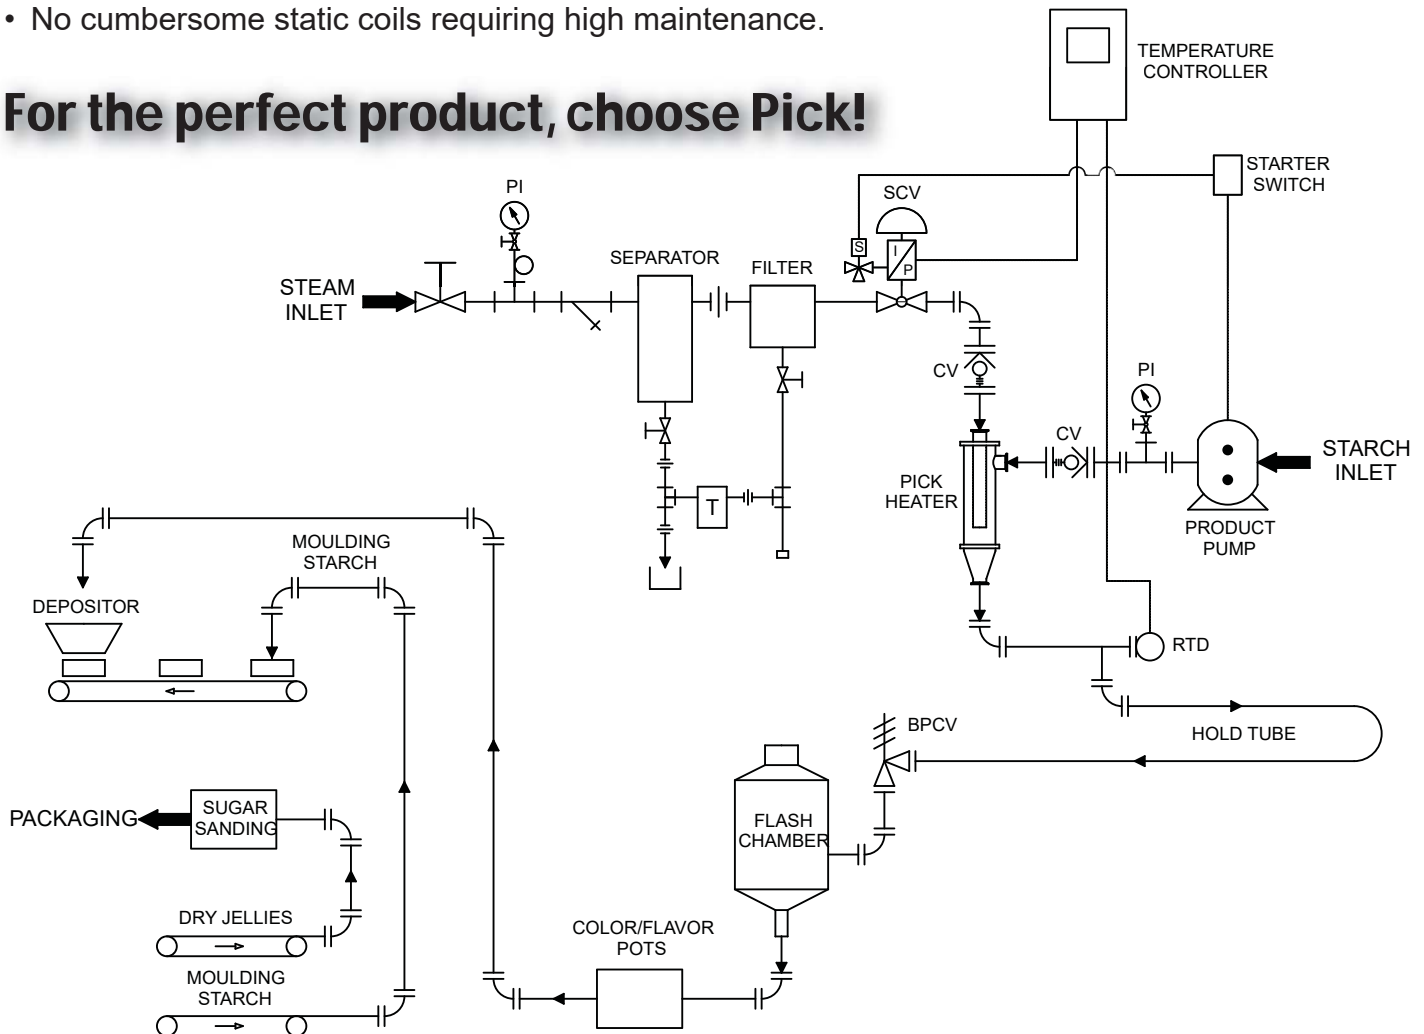 • No cumbersome static coils requiring high maintenance.
For the perfect product, choose Pick!
TEMPERATURE
CONTROLLER
STARTER
SWITCH
PI
SCV
S
I
P
SEPARATOR
FILTER
STEAM
INLET
CV
PI
CV
STARCH
INLET
PICK
HEATER
T
PRODUCT
PUMP
MOULDING
STARCH
DEPOSITOR
RTD
BPCV
HOLD TUBE
PACKAGING
SUGAR
SANDING
FLASH
CHAMBER
DRY JELLIES
COLOR/FLAVOR
POTS
MOULDING
STARCH